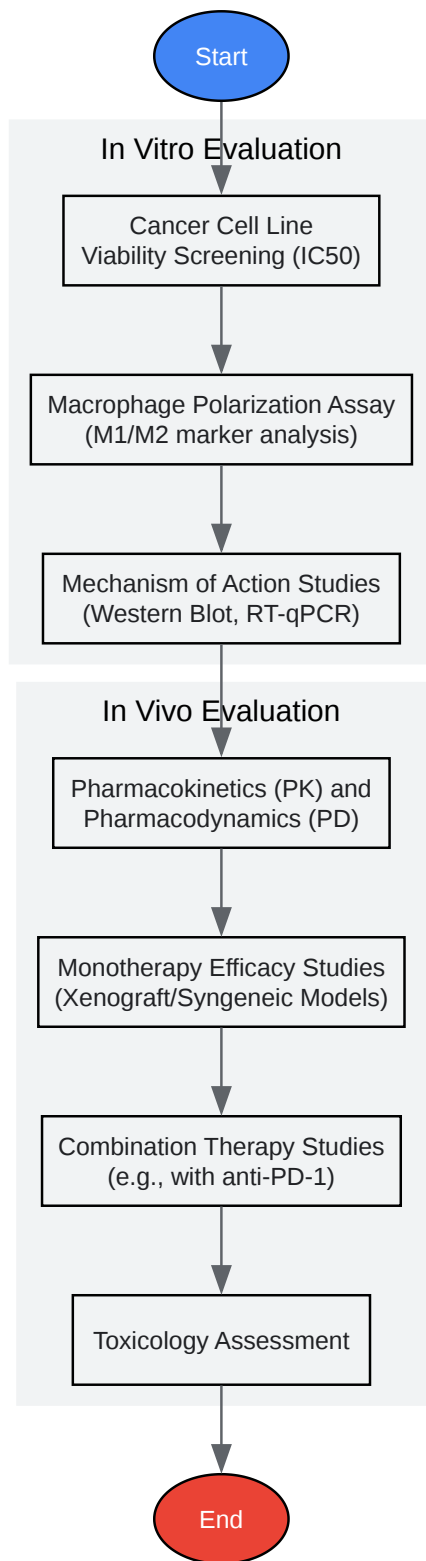 Start
In Vitro Evaluation
Cancer Cell Line
Viability Screening (IC50)
Macrophage Polarization Assay
(M1/M2 marker analysis)
Mechanism of Action Studies
(Western Blot, RT-qPCR)
In Vivo Evaluation
Pharmacokinetics (PK) and
Pharmacodynamics (PD)
Monotherapy Efficacy Studies
(Xenograft/Syngeneic Models)
Combination Therapy Studies
(e.g., with anti-PD-1)
Toxicology Assessment
End